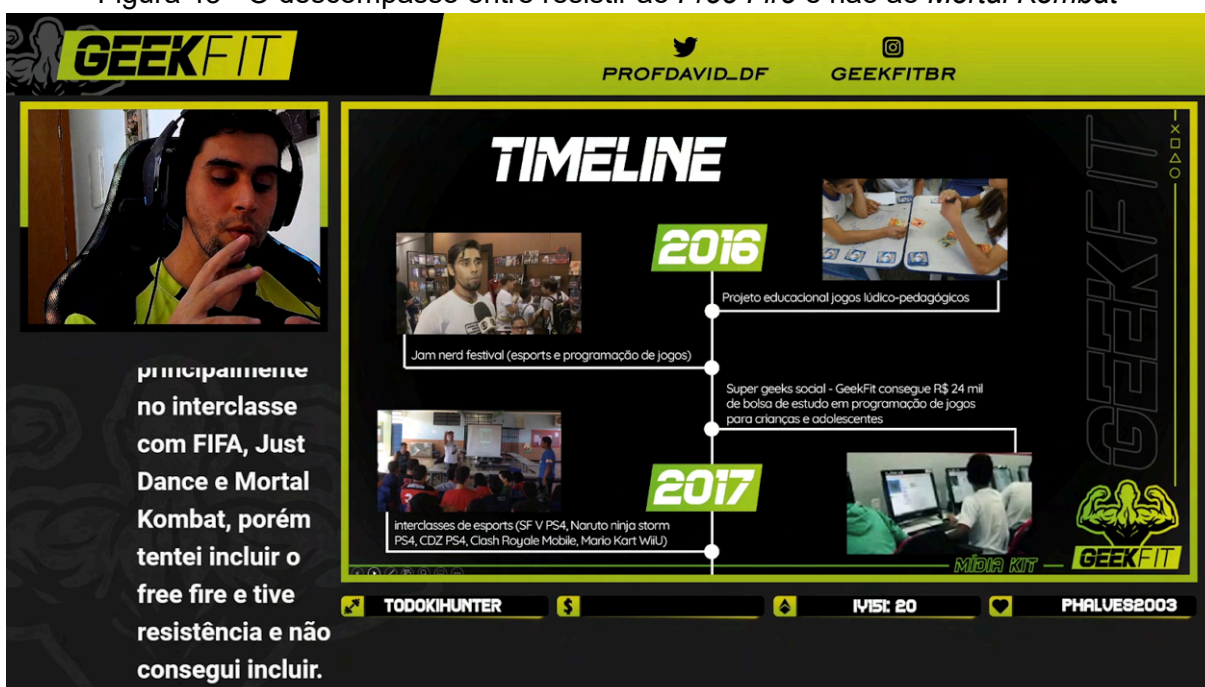 Figura 43 - O descompasso entre resistir ao Free Fire e não ao Mortal Kombat
GEEKFIT
PROFDAVID_DF
GEEKFITBR
TIMELINE
2016
Projeto educacional jogos lúdico-pedagógicos
Jam nerd festival (esports e programação de jogos)
Super geeks social - GeekFit consegue R$ 24 mil
de bolsa de estudo em programação de jogos
para crianças e adolescentes
2017
interclasses de esports (SF V PS4, Naruto ninja storm
PS4, CDZ PS4, Clash Royale Mobile, Mario Kart WiiU)
GEEKFIT
MÍDIA KIT
GEEKFIT
principalmente
no interclasse
com FIFA, Just
Dance e Mortal
Kombat, porém
tentei incluir o
free fire e tive
resistência e não
consegui incluir.
TODOKIHUNTER
$
IY151: 20
PHALVES2003